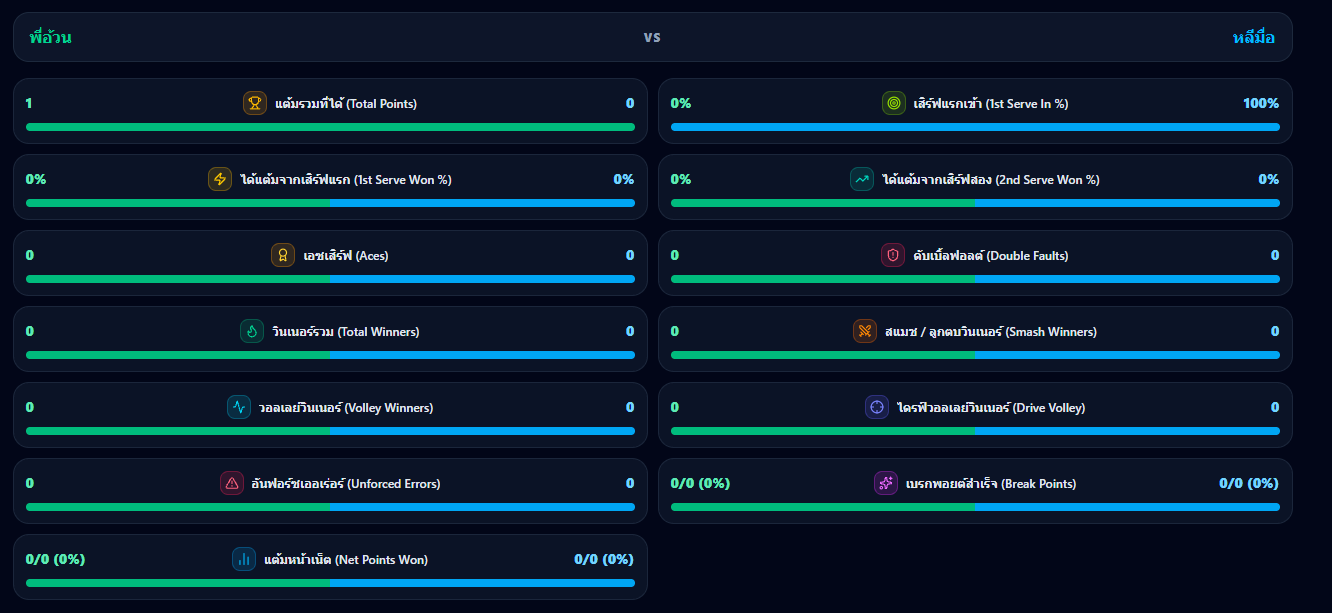 พี่อ้วน VS หลีมือ
1 แต้มรวมที่ได้ (Total Points) 0
0% เสิร์ฟแรกเข้า (1st Serve In %) 100%
0% ได้แต้มจากเสิร์ฟแรก (1st Serve Won %) 0%
0% ได้แต้มจากเสิร์ฟสอง (2nd Serve Won %) 0%
0 เอซเสิร์ฟ (Aces) 0
0 ดับเบิ้ลฟอลต์ (Double Faults) 0
0 วินเนอร์รวม (Total Winners) 0
0 สแมช / ลูกตบวินเนอร์ (Smash Winners) 0
0 วอลเลย์วินเนอร์ (Volley Winners) 0
0 ไดรฟ์วอลเลย์วินเนอร์ (Drive Volley) 0
0 อันฟอร์ซเออเร่อร์ (Unforced Errors) 0
0/0 (0%) เบรกพอยต์สำเร็จ (Break Points) 0/0 (0%)
0/0 (0%) แต้มหน้าเน็ต (Net Points Won) 0/0 (0%)